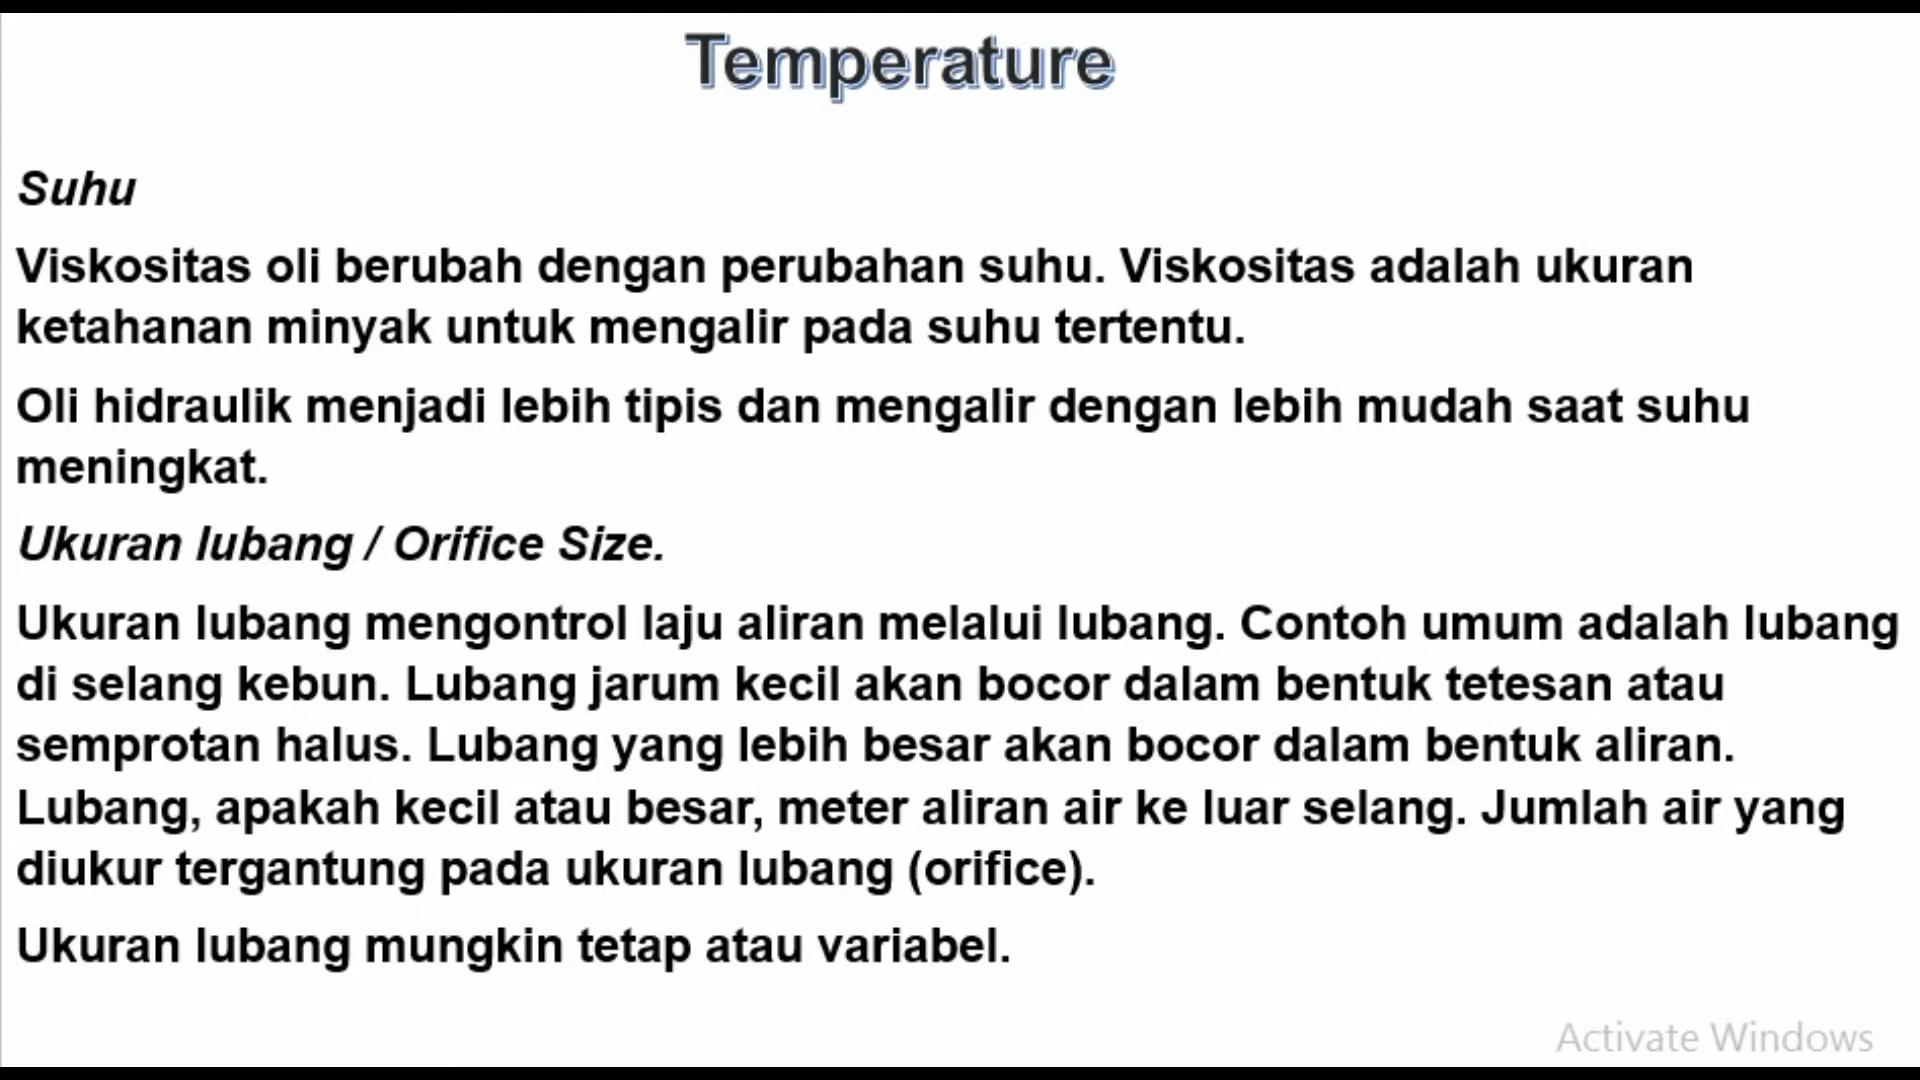 Temperature
Suhu
Viskositas oli berubah dengan perubahan suhu. Viskositas adalah ukuran
ketahanan minyak untuk mengalir pada suhu tertentu.
Oli hidraulik menjadi lebih tipis dan mengalir dengan lebih mudah saat suhu
meningkat.
Ukuran lubang / Orifice Size.
Ukuran lubang mengontrol laju aliran melalui lubang. Contoh umum adalah lubang
di selang kebun. Lubang jarum kecil akan bocor dalam bentuk tetesan atau
semprotan halus. Lubang yang lebih besar akan bocor dalam bentuk aliran.
Lubang, apakah kecil atau besar, meter aliran air ke luar selang. Jumlah air yang
diukur tergantung pada ukuran lubang (orifice).
Ukuran lubang mungkin tetap atau variabel.
Activate Windows